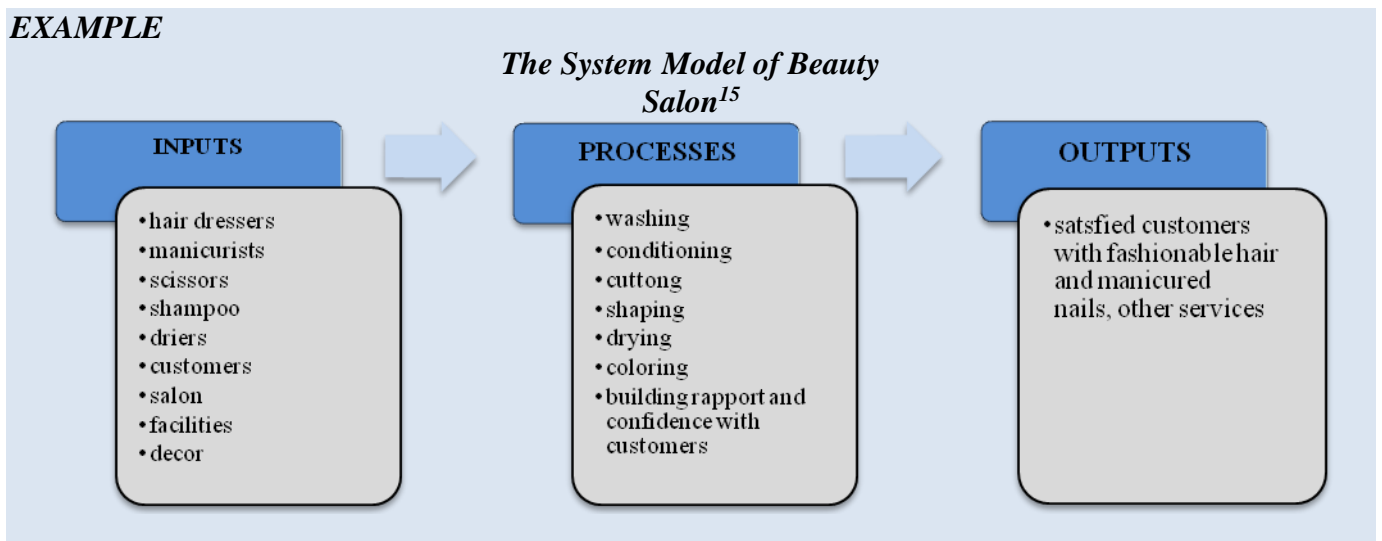 EXAMPLE
The System Model of Beauty
Salon15
INPUTS
•hair dressers
•manicurists
•scissors
•shampoo
•driers
•customers
•salon
•facilities
•decor
PROCESSES
•washing
•conditioning
•cuttong
•shaping
•drying
•coloring
•building rapport and
confidence with
customers
OUTPUTS
•satsfied customers
with fashionable hair
and manicured
nails, other services